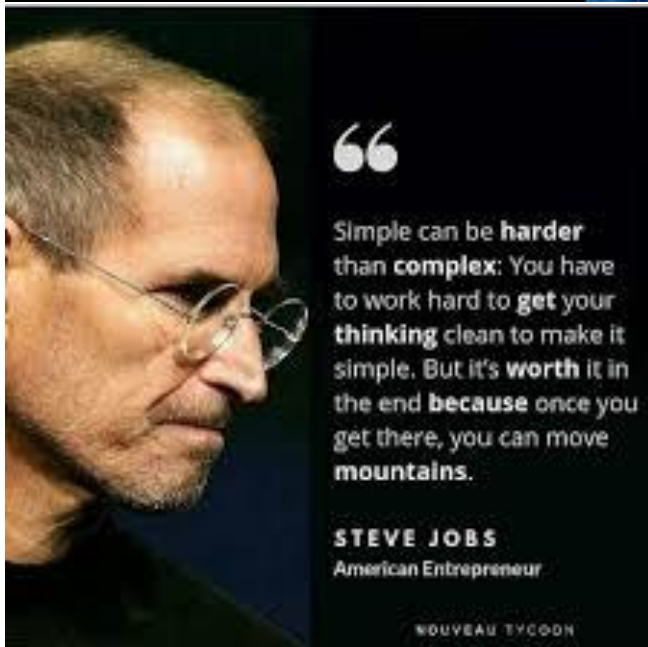 “
Simple can be harder
than complex: You have
to work hard to get your
thinking clean to make it
simple. But it's worth it in
the end because once you
get there, you can move
mountains.
STEVE JOBS
American Entrepreneur
NOUVEAU TYCOON